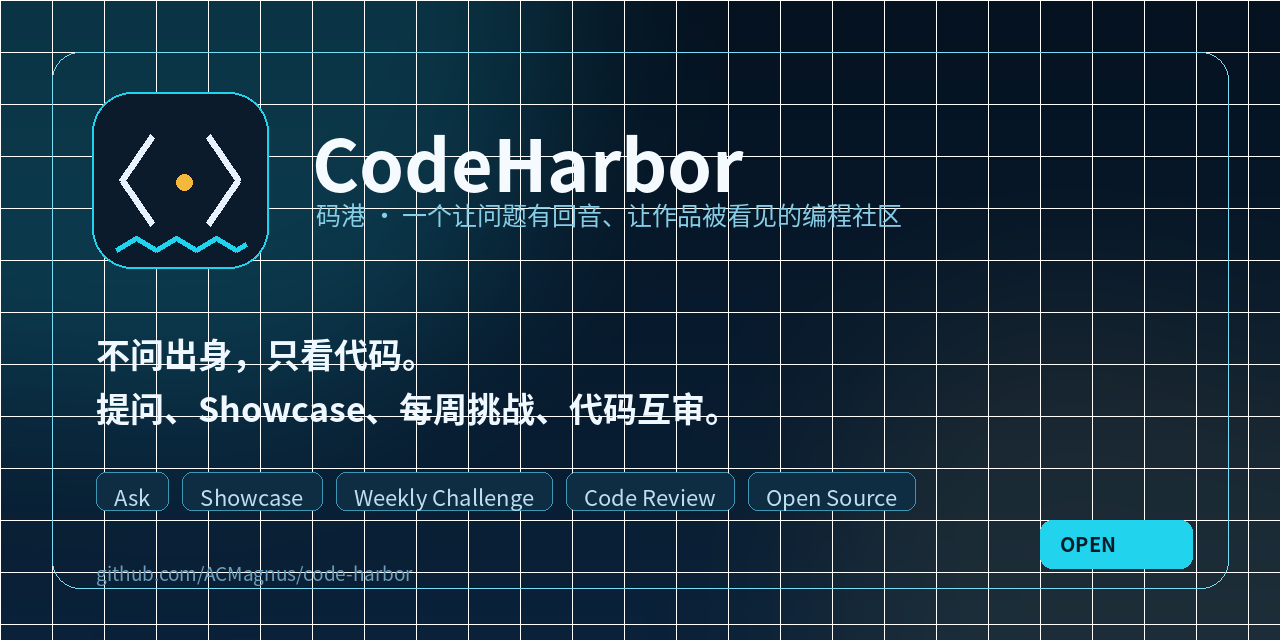 CodeHarbor
码港 · 一个让问题有回音、让作品被看见的编程社区
不问出身，只看代码。
提问、Showcase、每周挑战、代码互审。
Ask Showcase Weekly Challenge Code Review Open Source
OPEN
github.com/ACMagnus/code-harbor